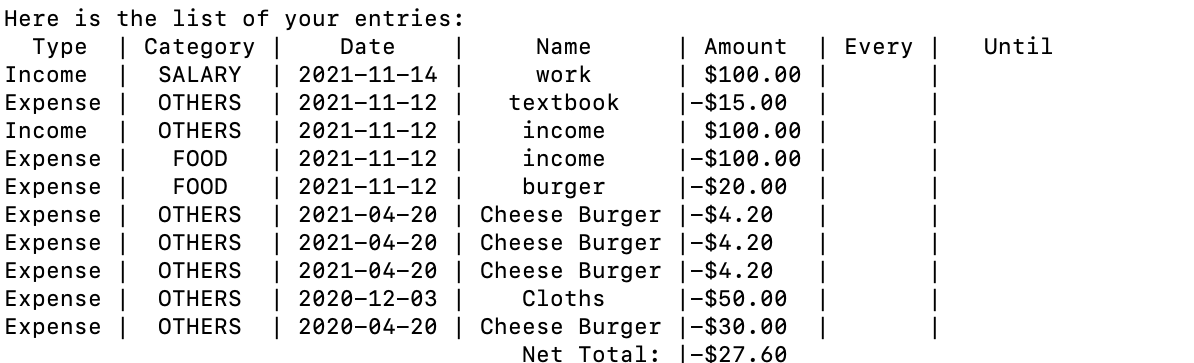 Here is the list of your entries:
  Type  | Category |    Date    |     Name      | Amount  | Every |   Until
Income  |  SALARY  | 2021-11-14 |     work      | $100.00 |       |
Expense |  OTHERS  | 2021-11-12 |   textbook    |-$15.00  |       |
Income  |  OTHERS  | 2021-11-12 |    income     | $100.00 |       |
Expense |   FOOD   | 2021-11-12 |    income     |-$100.00 |       |
Expense |   FOOD   | 2021-11-12 |    burger     |-$20.00  |       |
Expense |  OTHERS  | 2021-04-20 | Cheese Burger |-$4.20   |       |
Expense |  OTHERS  | 2021-04-20 | Cheese Burger |-$4.20   |       |
Expense |  OTHERS  | 2021-04-20 | Cheese Burger |-$4.20   |       |
Expense |  OTHERS  | 2020-12-03 |    Cloths     |-$50.00  |       |
Expense |  OTHERS  | 2020-04-20 | Cheese Burger |-$30.00  |       |
                                     Net Total: |-$27.60